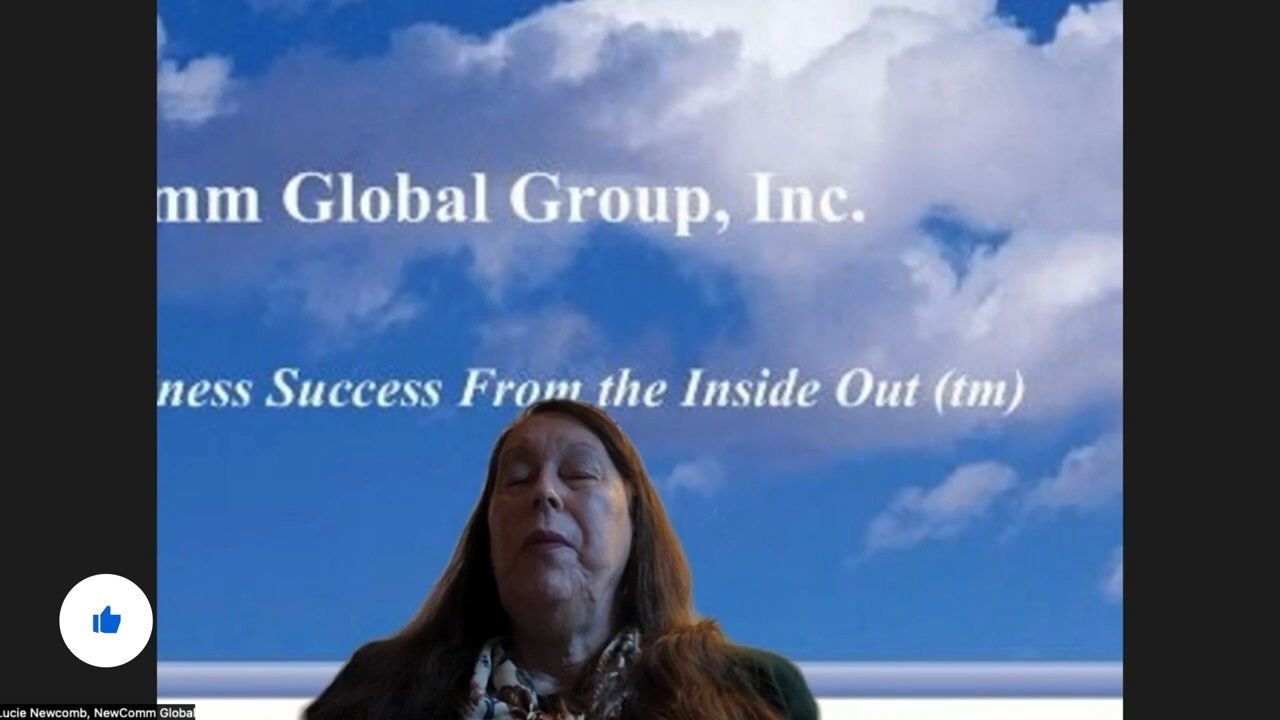 mm Global Group, Inc.
ness Success From the Inside Out (tm)
Lucie Newcomb, NewComm Global